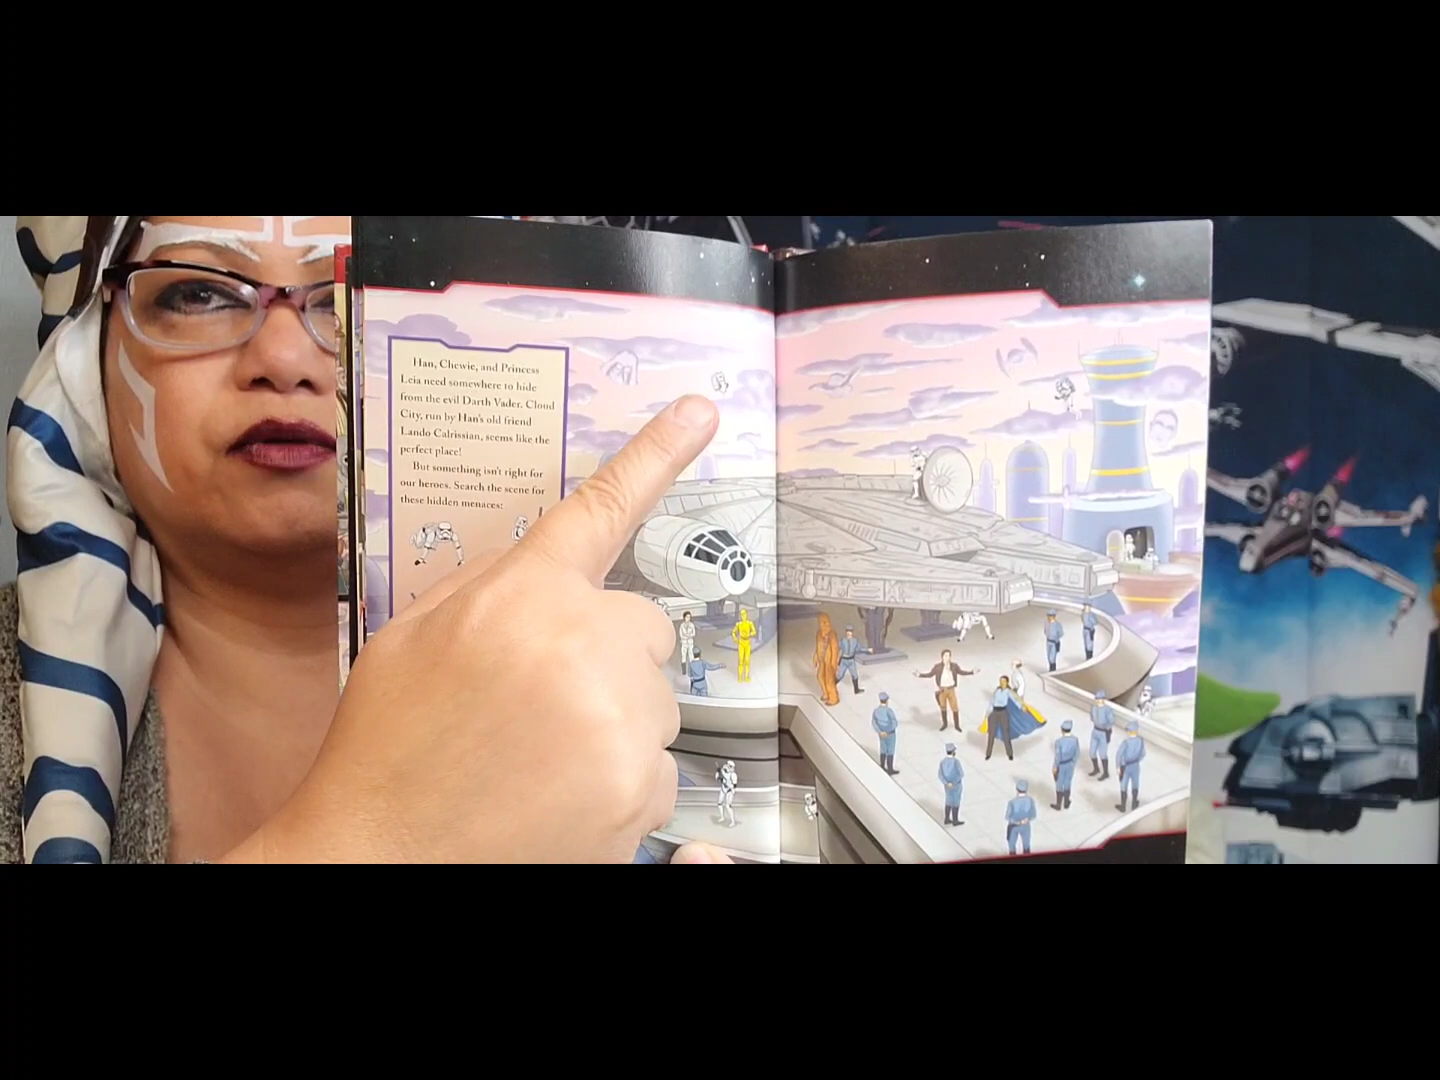 Han, Chewie, and Princess
Leia need somewhere to hide
from the evil Darth Vader. Cloud
City, run by Han's old friend
Lando Calrissian, seems like the
perfect place!
But something isn't right for
our heroes. Search the scene for
these hidden menaces: